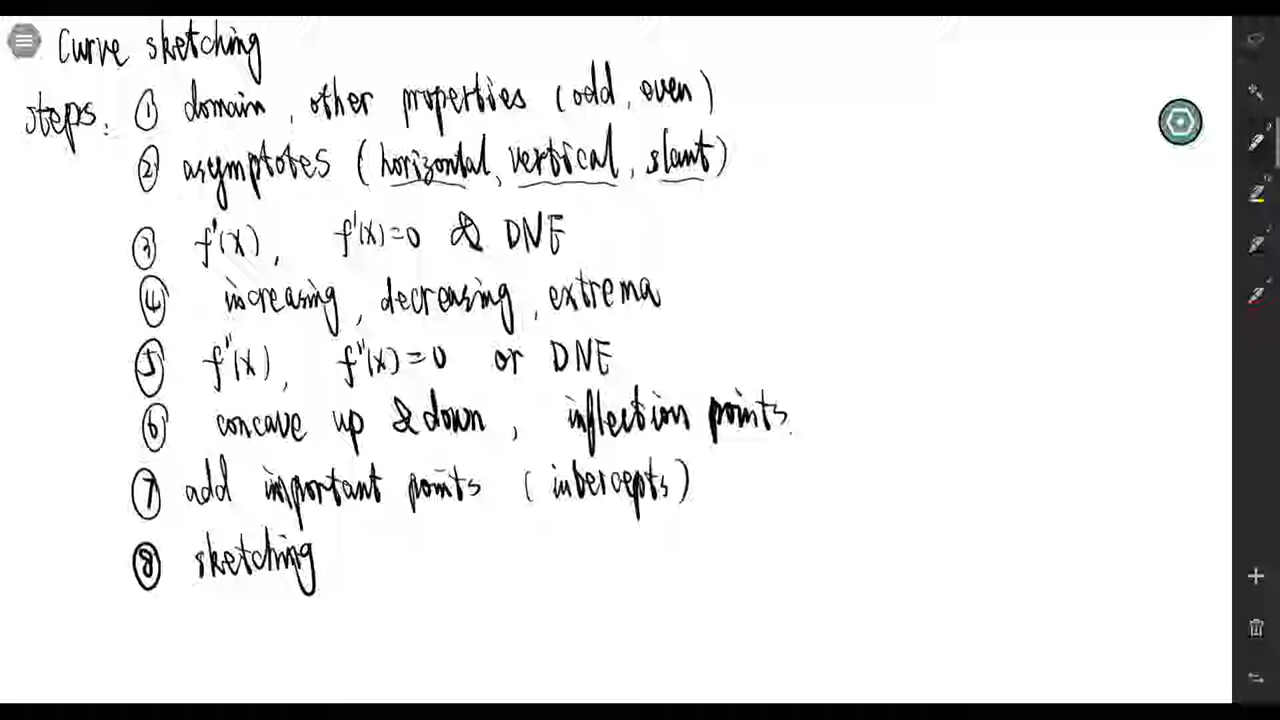 Curve sketching
steps: ① domain, other properties (odd, even)
② asymptotes (horizontal, vertical, slant)
③ f'(x), f'(x)=0 & DNE
④ increasing, decreasing, extrema
⑤ f''(x), f''(x)=0 or DNE
⑥ concave up & down, inflection points.
⑦ add important points (intercepts)
⑧ sketching